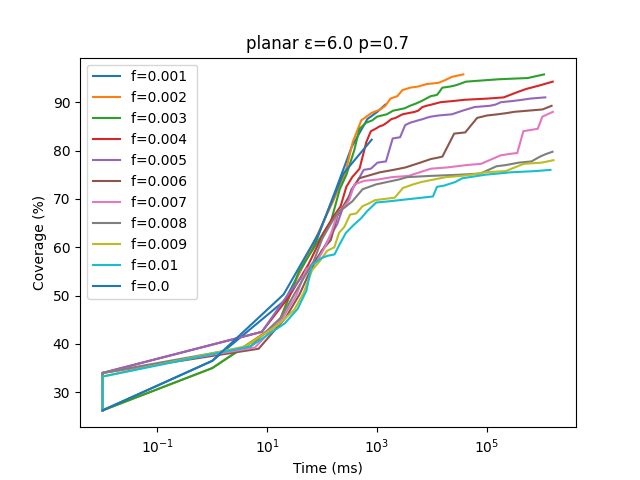 planar ε=6.0 p=0.7
f=0.001
f=0.002
f=0.003
f=0.004
f=0.005
f=0.006
f=0.007
f=0.008
f=0.009
f=0.01
f=0.0
Coverage (%)
90
80
70
60
50
40
30
10⁻¹ 10¹ 10³ 10⁵
Time (ms)